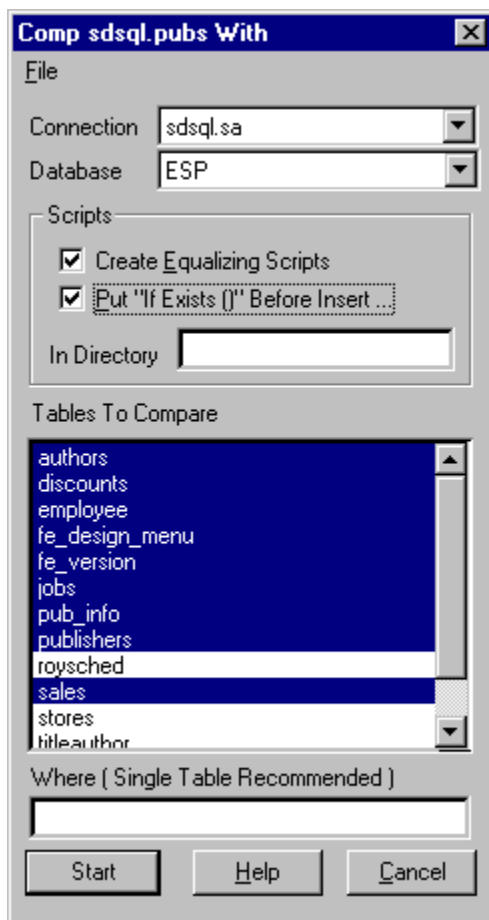 Comp sdsql.pubs With
File
Connection sdsql.sa
Database ESP
Scripts
Create Equalizing Scripts
Put "If Exists ()" Before Insert ...
In Directory
Tables To Compare
authors
discounts
employee
fe_design_menu
fe_version
jobs
pub_info
publishers
roysched
sales
stores
titleauthor
Where ( Single Table Recommended )
Start Help Cancel